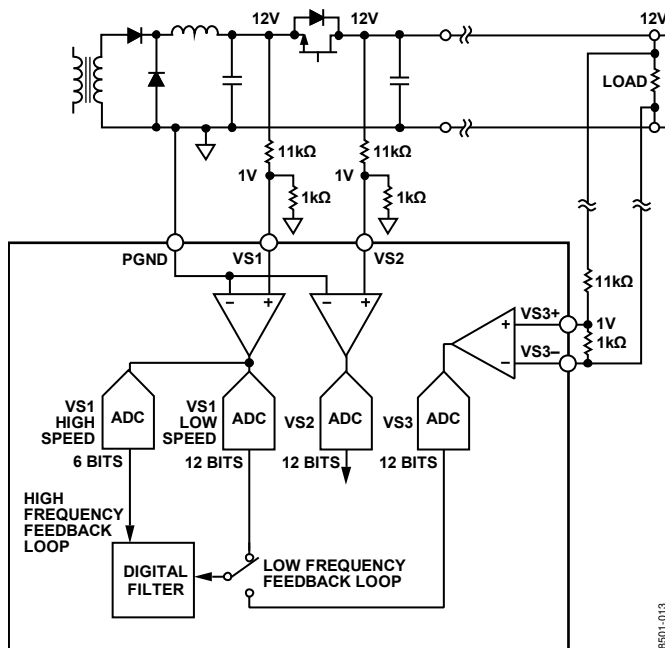 12V
12V
12V
LOAD
11kΩ
11kΩ
1V
1V
1kΩ
1kΩ
PGND
VS1
VS2
11kΩ
–
+
–
+
VS3+
1V
+
1kΩ
–
VS3–
VS1
HIGH
SPEED
ADC
VS1
LOW
SPEED
ADC
VS2
ADC
VS3
ADC
6 BITS
12 BITS
12 BITS
12 BITS
HIGH
FREQUENCY
FEEDBACK
LOOP
DIGITAL
FILTER
LOW FREQUENCY
FEEDBACK LOOP